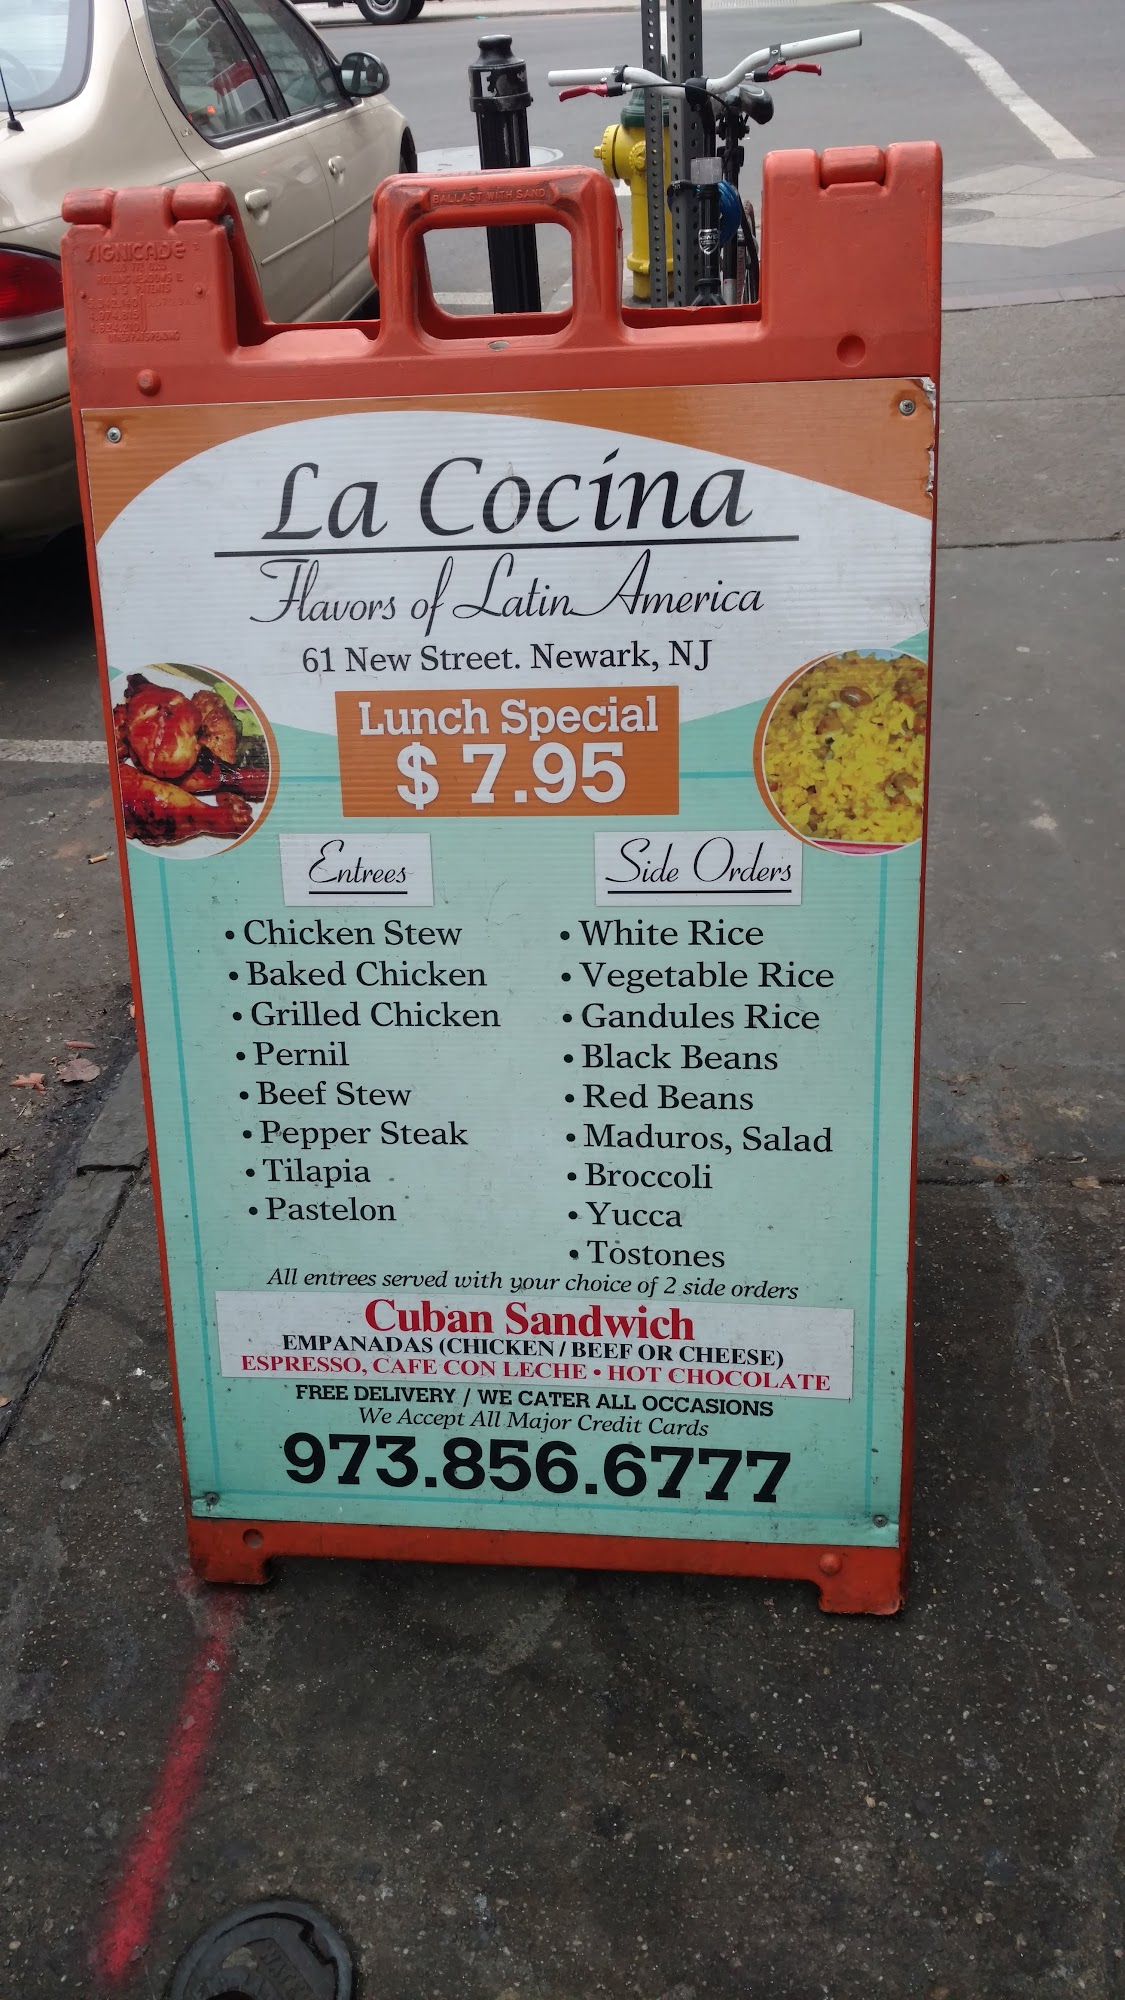 BALLAST WITH SAND
SIGNICADE
La Cocina
Flavors of Latin America
61 New Street. Newark, NJ
Lunch Special
$ 7.95
Entrees
• Chicken Stew
• Baked Chicken
• Grilled Chicken
• Pernil
• Beef Stew
• Pepper Steak
• Tilapia
• Pastelon
Side Orders
• White Rice
• Vegetable Rice
• Gandules Rice
• Black Beans
• Red Beans
• Maduros, Salad
• Broccoli
• Yucca
• Tostones
All entrees served with your choice of 2 side orders
Cuban Sandwich
EMPANADAS (CHICKEN / BEEF OR CHEESE)
ESPRESSO, CAFE CON LECHE • HOT CHOCOLATE
FREE DELIVERY / WE CATER ALL OCCASIONS
We Accept All Major Credit Cards
973.856.6777